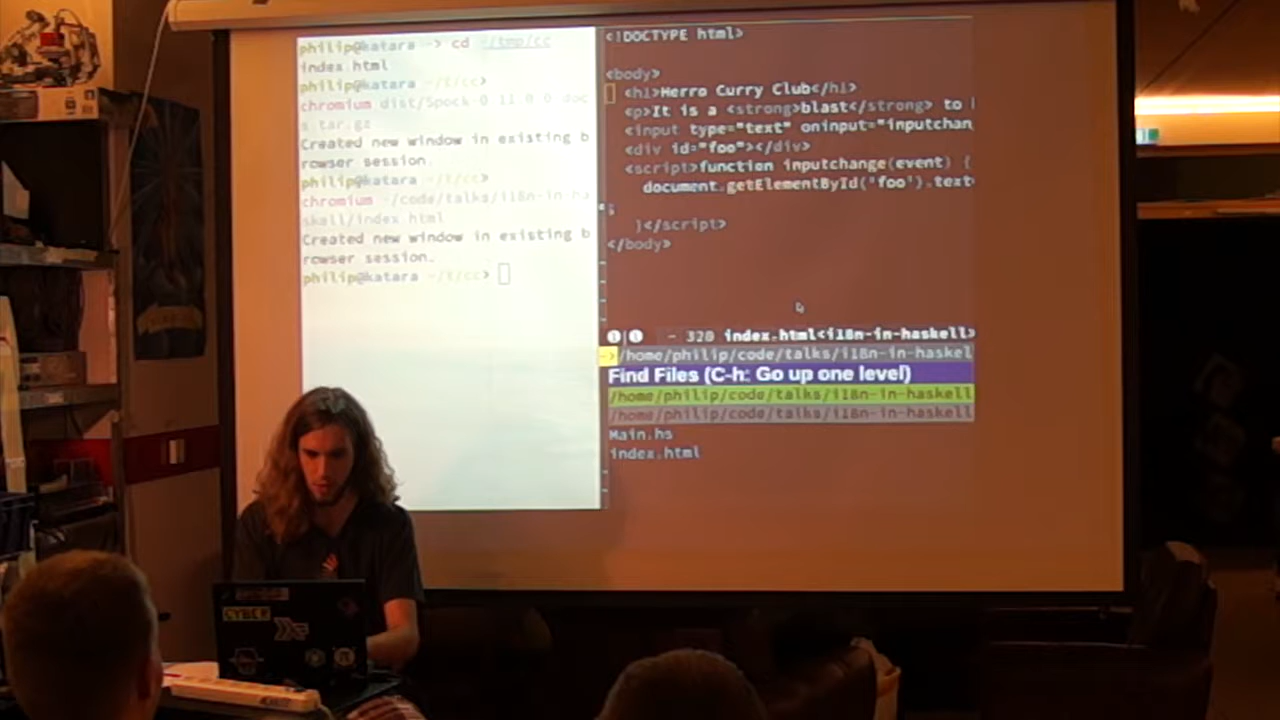 philip@katara ~> cd ~/tmp/cc
index.html
philip@katara ~/t/cc>
chromium dist/Spock-0.11.0.0-doc
s.tar.gz
Created new window in existing b
rowser session.
philip@katara ~/t/cc>
chromium ~/code/talks/i18n-in-ha
skell/index.html
Created new window in existing b
rowser session.
philip@katara ~/t/cc>
<!DOCTYPE html>
<body>
<h1>Herro Curry Club</h1>
<p>It is a <strong>blast</strong> to
<input type="text" oninput="inputchan
<div id="foo"></div>
<script>function inputchange(event) {
document.getElementById('foo').text
;
}</script>
</body>
- 320 index.html<i18n-in-haskell>
/home/philip/code/talks/i18n-in-haskel
Find Files (C-h: Go up one level)
/home/philip/code/talks/i18n-in-haskell
/home/philip/code/talks/i18n-in-haskell
Main.hs
index.html
CYBER